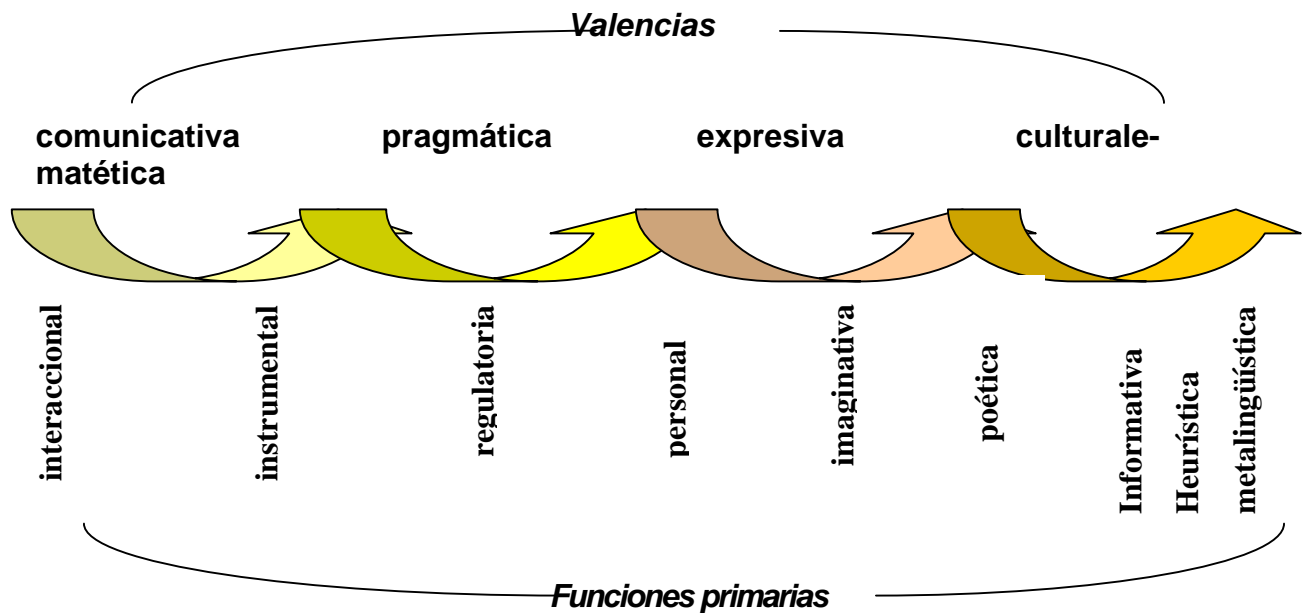 Valencias
comunicativa pragmática expresiva culturale-
matética
interaccional
instrumental
regulatoria
personal
imaginativa
poética
Informativa
Heurística
metalingüística
Funciones primarias